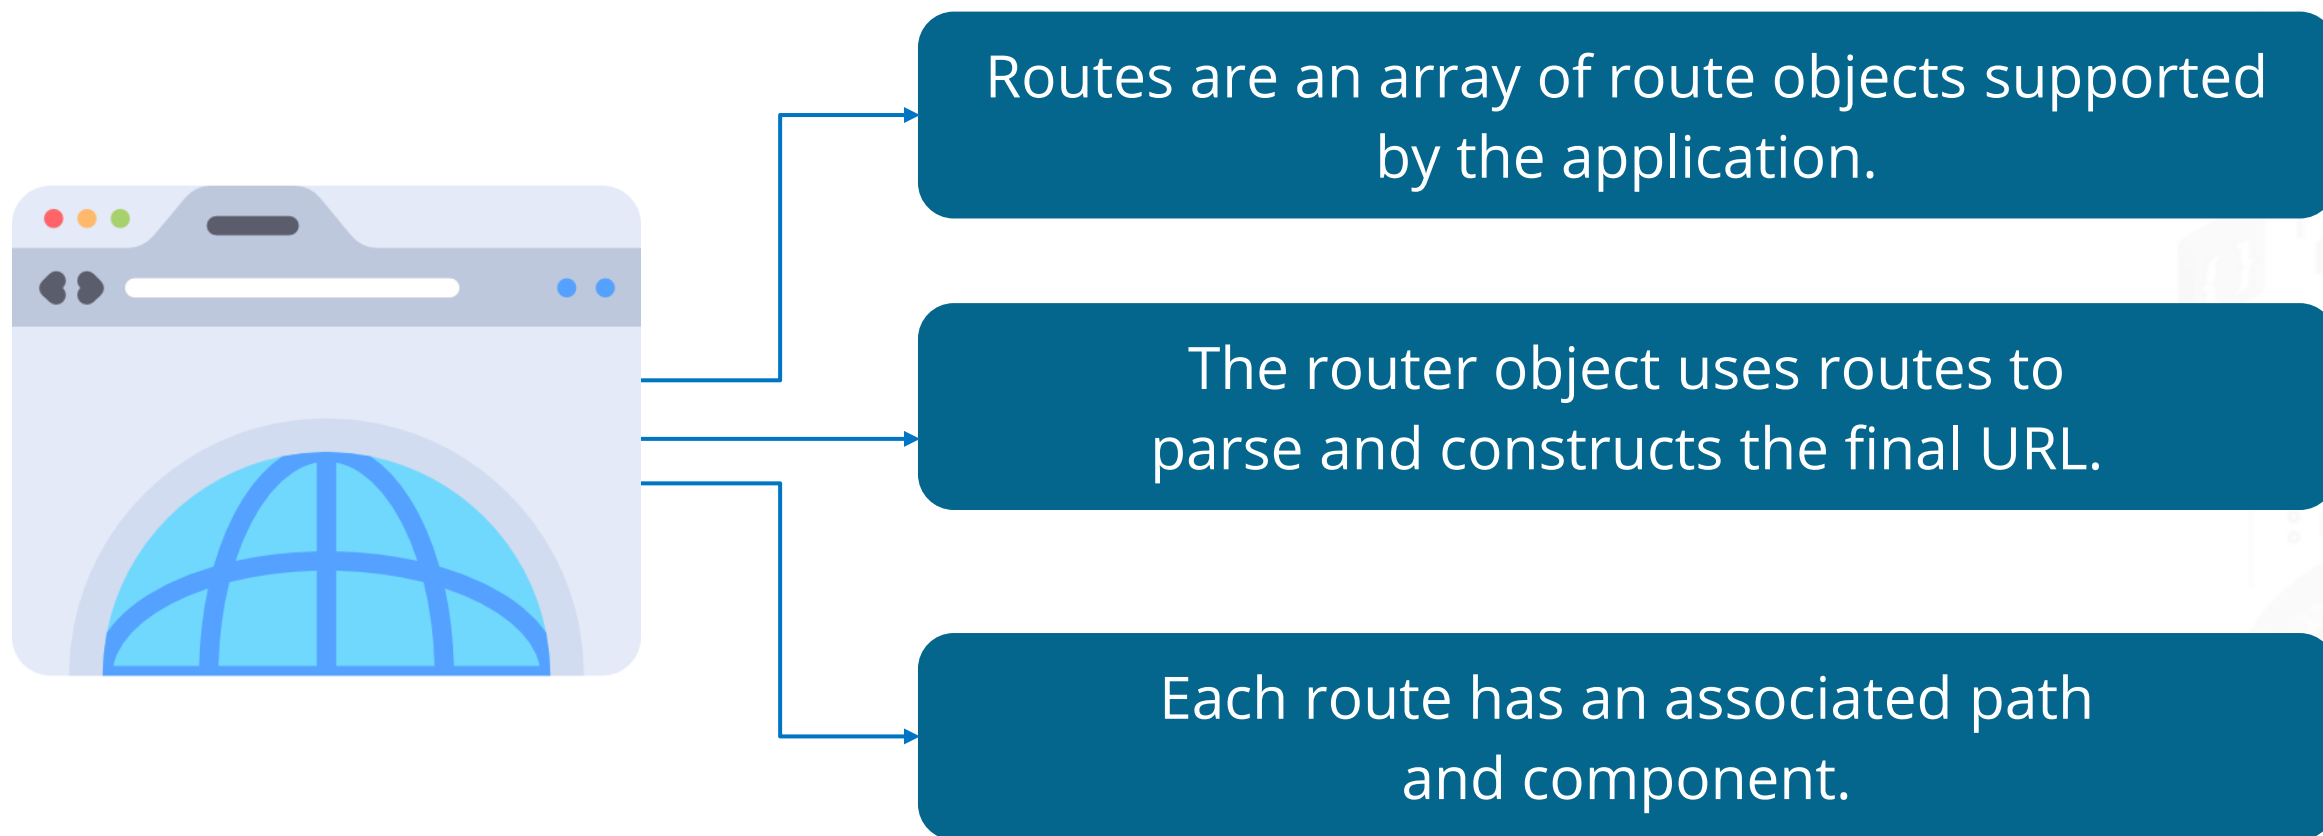 Routes are an array of route objects supported
by the application.
The router object uses routes to
parse and constructs the final URL.
Each route has an associated path
and component.